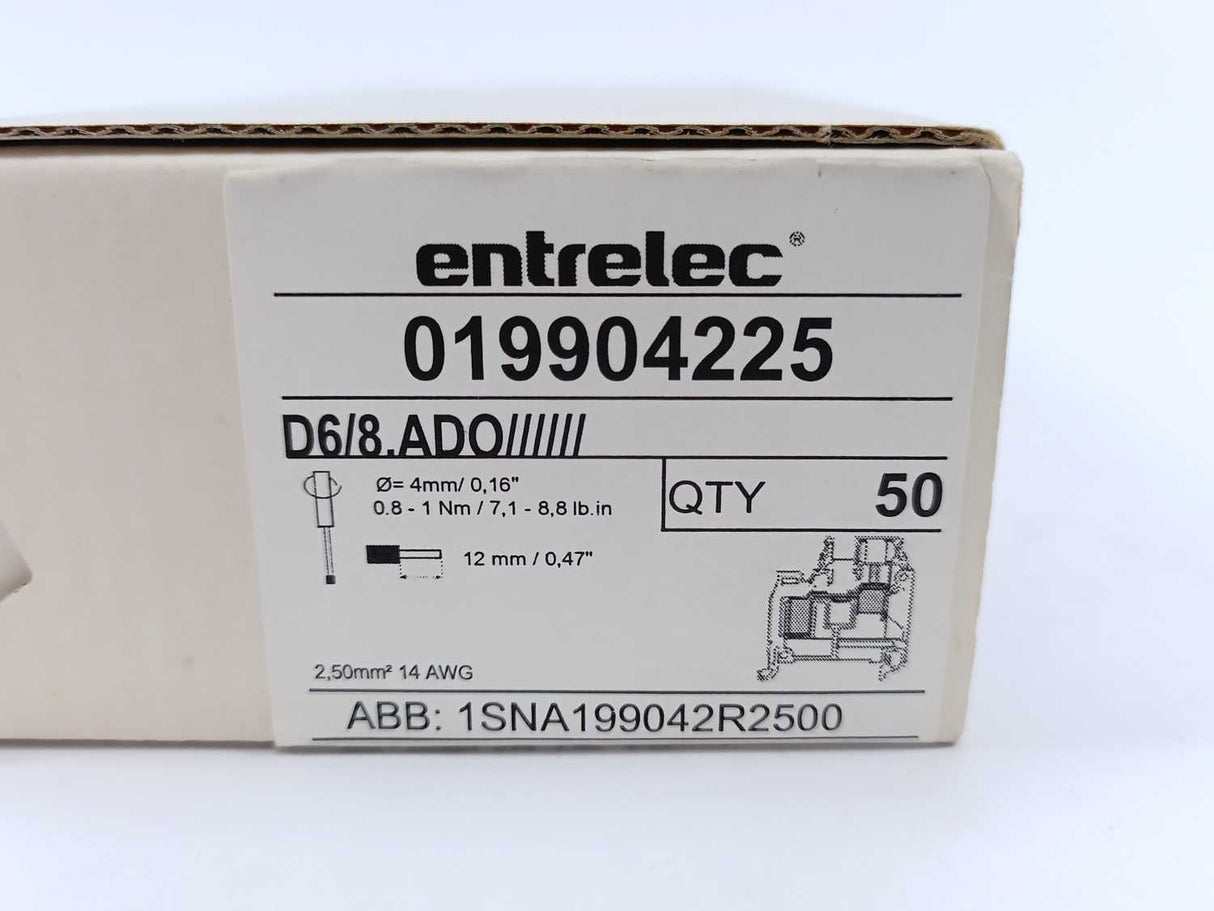 entrelec®
019904225
D6/8.ADO//////
Ø= 4mm/ 0,16"
0.8 - 1 Nm / 7,1 - 8,8 lb.in
QTY 50
12 mm / 0,47"
2,50mm² 14 AWG
ABB: 1SNA199042R2500